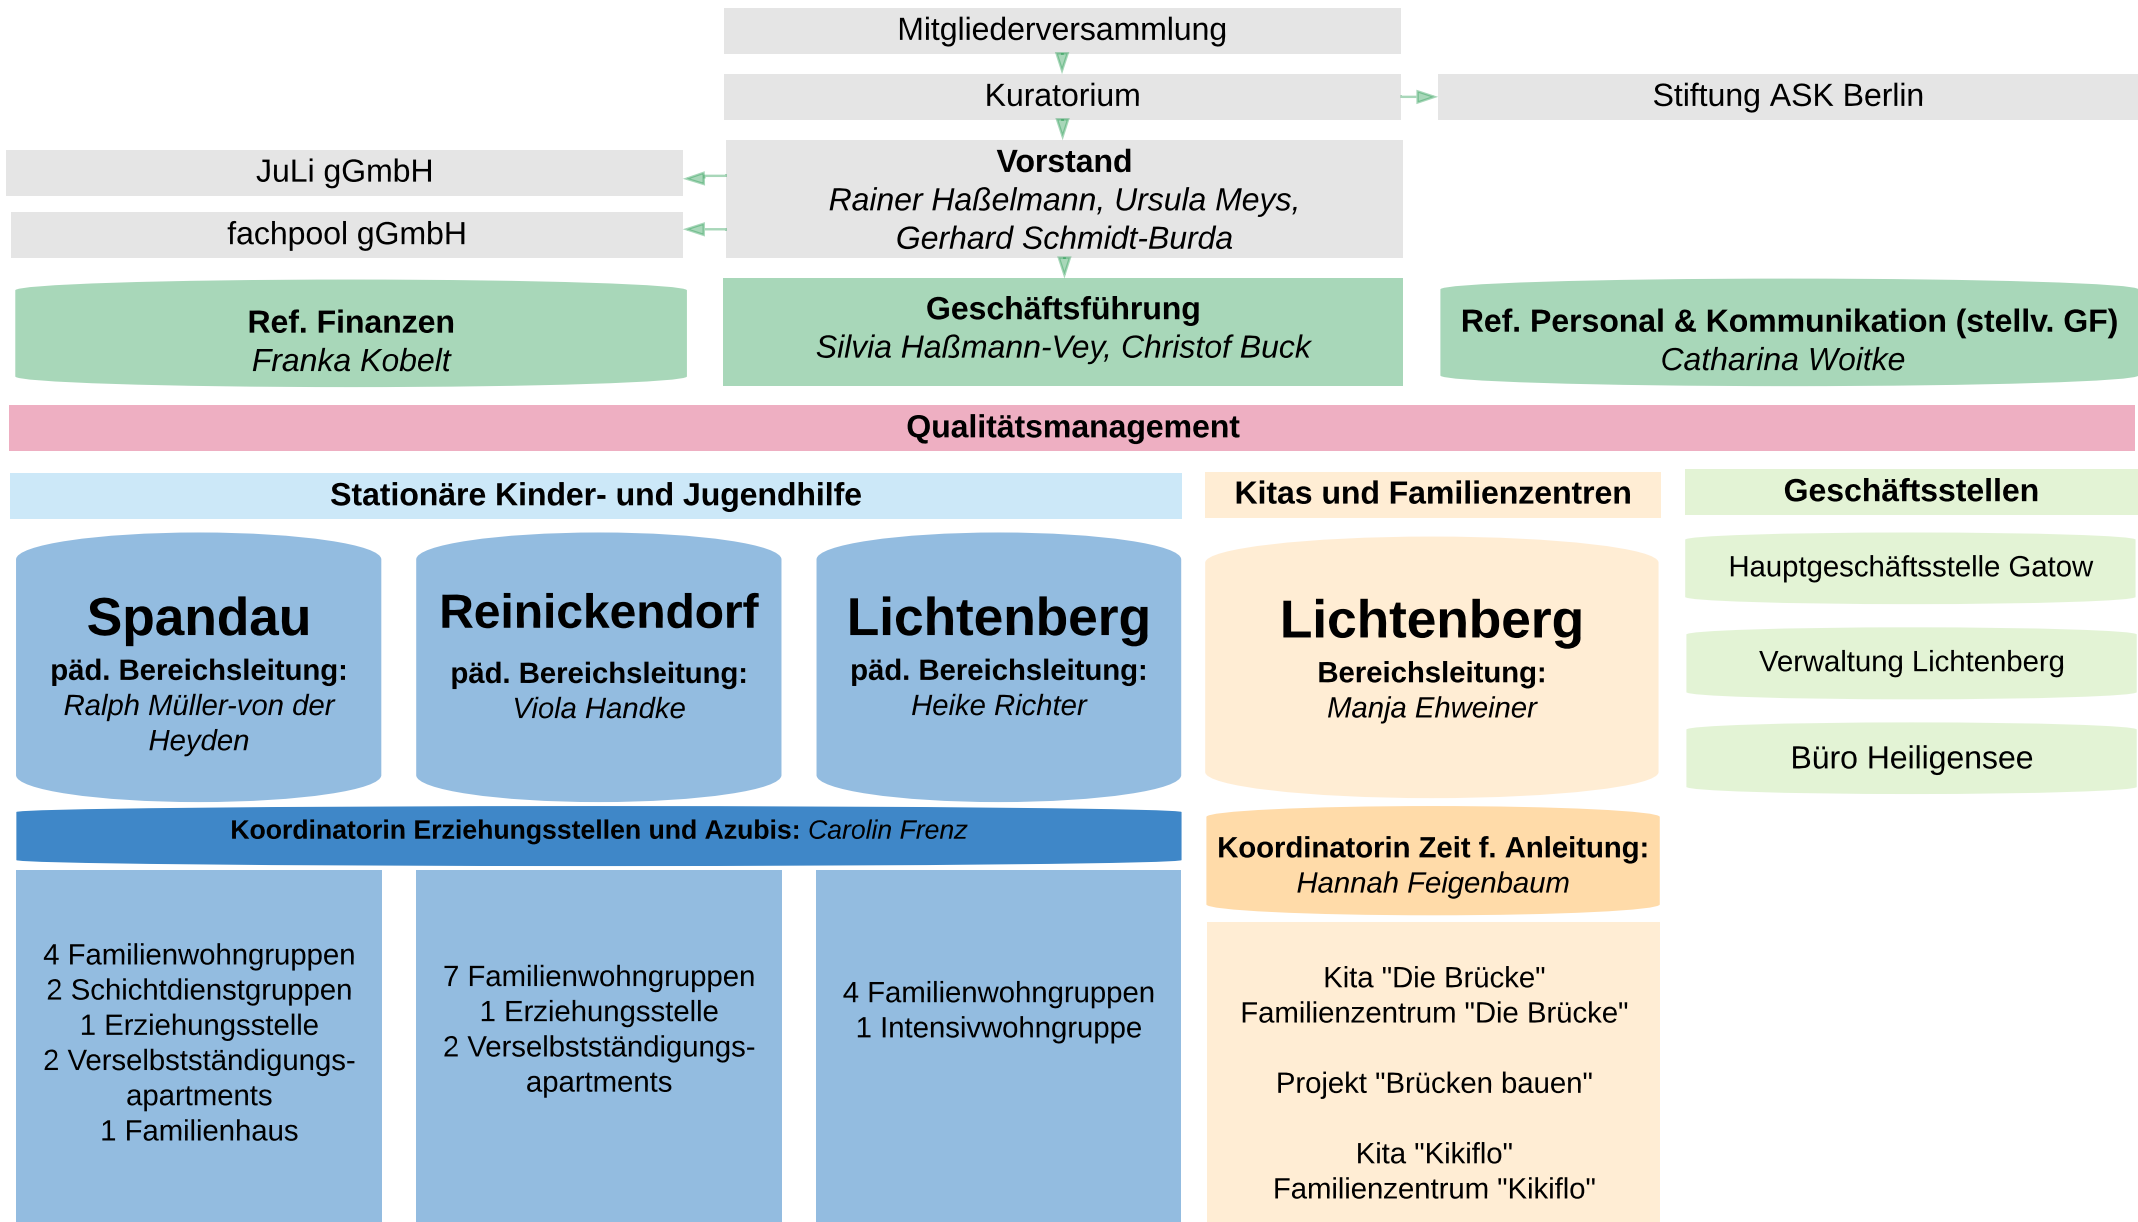 Mitgliederversammlung
Kuratorium
Stiftung ASK Berlin
JuLi gGmbH
fachpool gGmbH
Vorstand
Rainer Haßelmann, Ursula Meys,
Gerhard Schmidt-Burda
Ref. Finanzen
Franka Kobelt
Geschäftsführung
Silvia Haßmann-Vey, Christof Buck
Ref. Personal & Kommunikation (stellv. GF)
Catharina Woitke
Qualitätsmanagement
Stationäre Kinder- und Jugendhilfe
Spandau
päd. Bereichsleitung:
Ralph Müller-von der
Heyden
Reinickendorf
päd. Bereichsleitung:
Viola Handke
Lichtenberg
päd. Bereichsleitung:
Heike Richter
Koordinatorin Erziehungsstellen und Azubis: Carolin Frenz
4 Familienwohngruppen
2 Schichtdienstgruppen
1 Erziehungsstelle
2 Verselbstständigungs-
apartments
1 Familienhaus
7 Familienwohngruppen
1 Erziehungsstelle
2 Verselbstständigungs-
apartments
4 Familienwohngruppen
1 Intensivwohngruppe
Kitas und Familienzentren
Lichtenberg
Bereichsleitung:
Manja Ehweiner
Koordinatorin Zeit f. Anleitung:
Hannah Feigenbaum
Kita "Die Brücke"
Familienzentrum "Die Brücke"
Projekt "Brücken bauen"
Kita "Kikiflo"
Familienzentrum "Kikiflo"
Geschäftsstellen
Hauptgeschäftsstelle Gatow
Verwaltung Lichtenberg
Büro Heiligensee